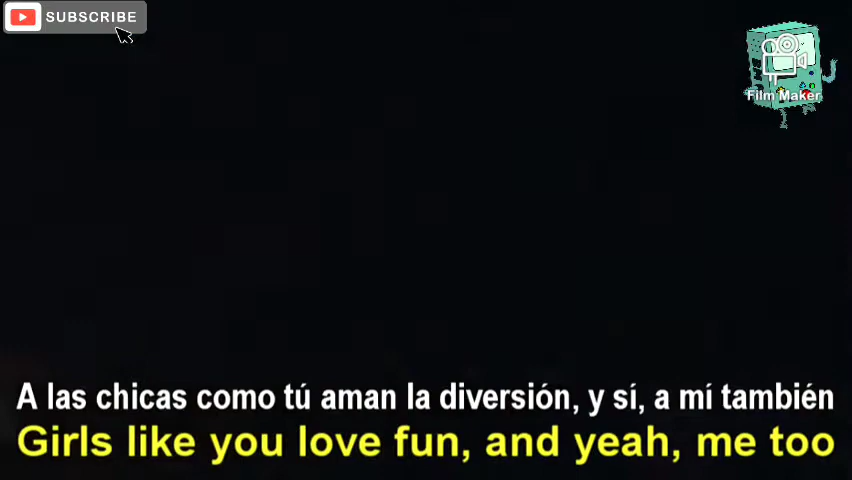 SUBSCRIBE
Film Maker
A las chicas como tú aman la diversión, y sí, a mí también
Girls like you love fun, and yeah, me too